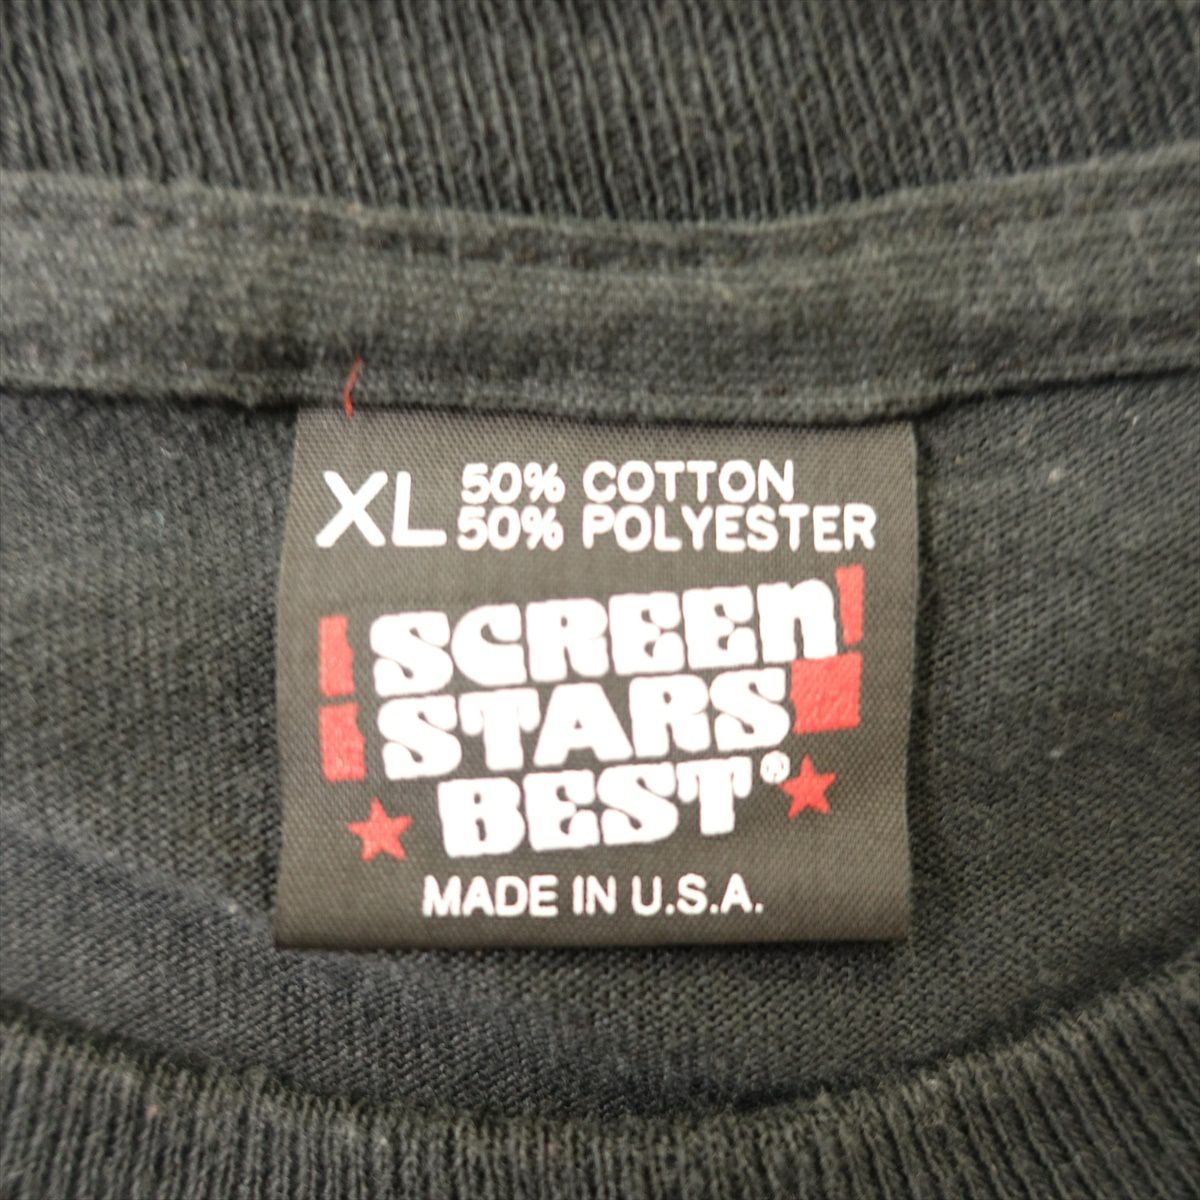 XL 50% COTTON
50% POLYESTER
SCREEn
STARS
BEST®
MADE IN U.S.A.